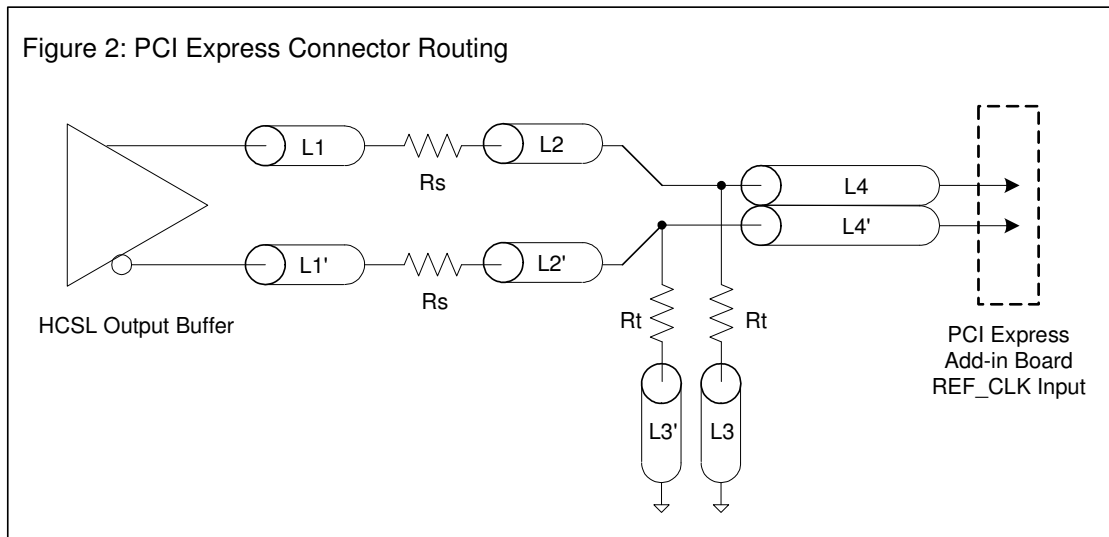 Figure 2: PCI Express Connector Routing
L1
Rs
L2
L4
L4'
L1'
Rs
L2'
HCSL Output Buffer
Rt
Rt
L3'
L3
PCI Express
Add-in Board
REF_CLK Input